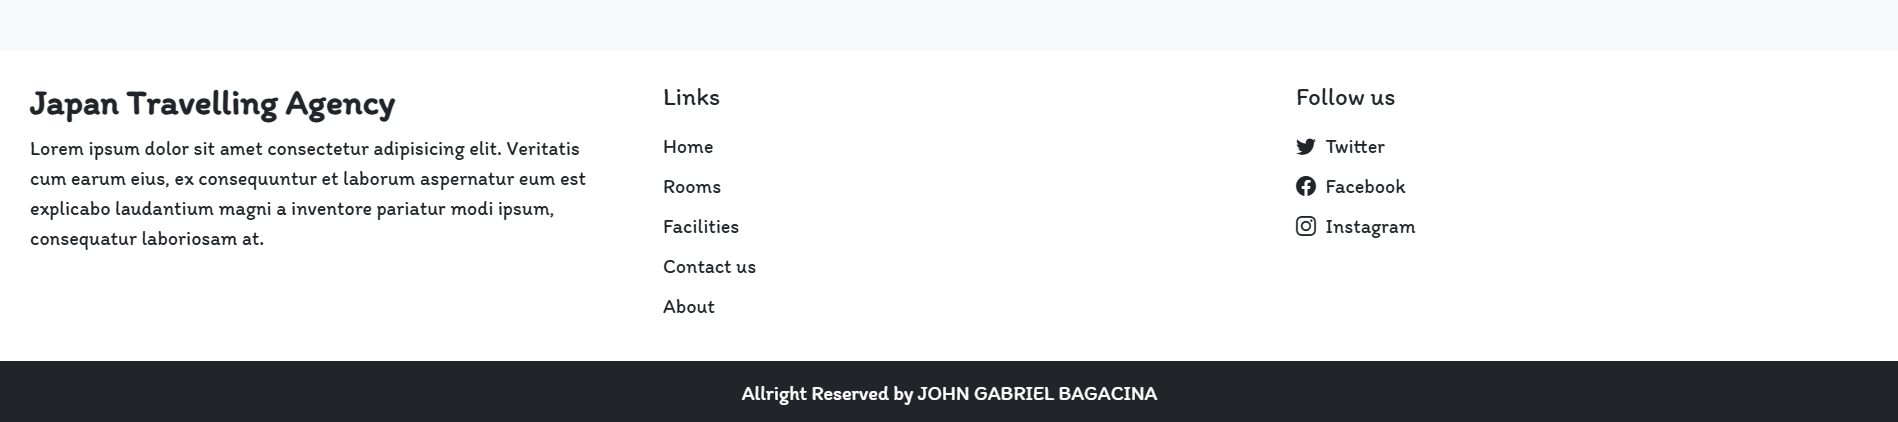 Japan Travelling Agency
Lorem ipsum dolor sit amet consectetur adipisicing elit. Veritatis
cum earum eius, ex consequuntur et laborum aspernatur eum est
explicabo laudantium magni a inventore pariatur modi ipsum,
consequatur laboriosam at.
Links
Home
Rooms
Facilities
Contact us
About
Follow us
Twitter
Facebook
Instagram
Allright Reserved by JOHN GABRIEL BAGACINA